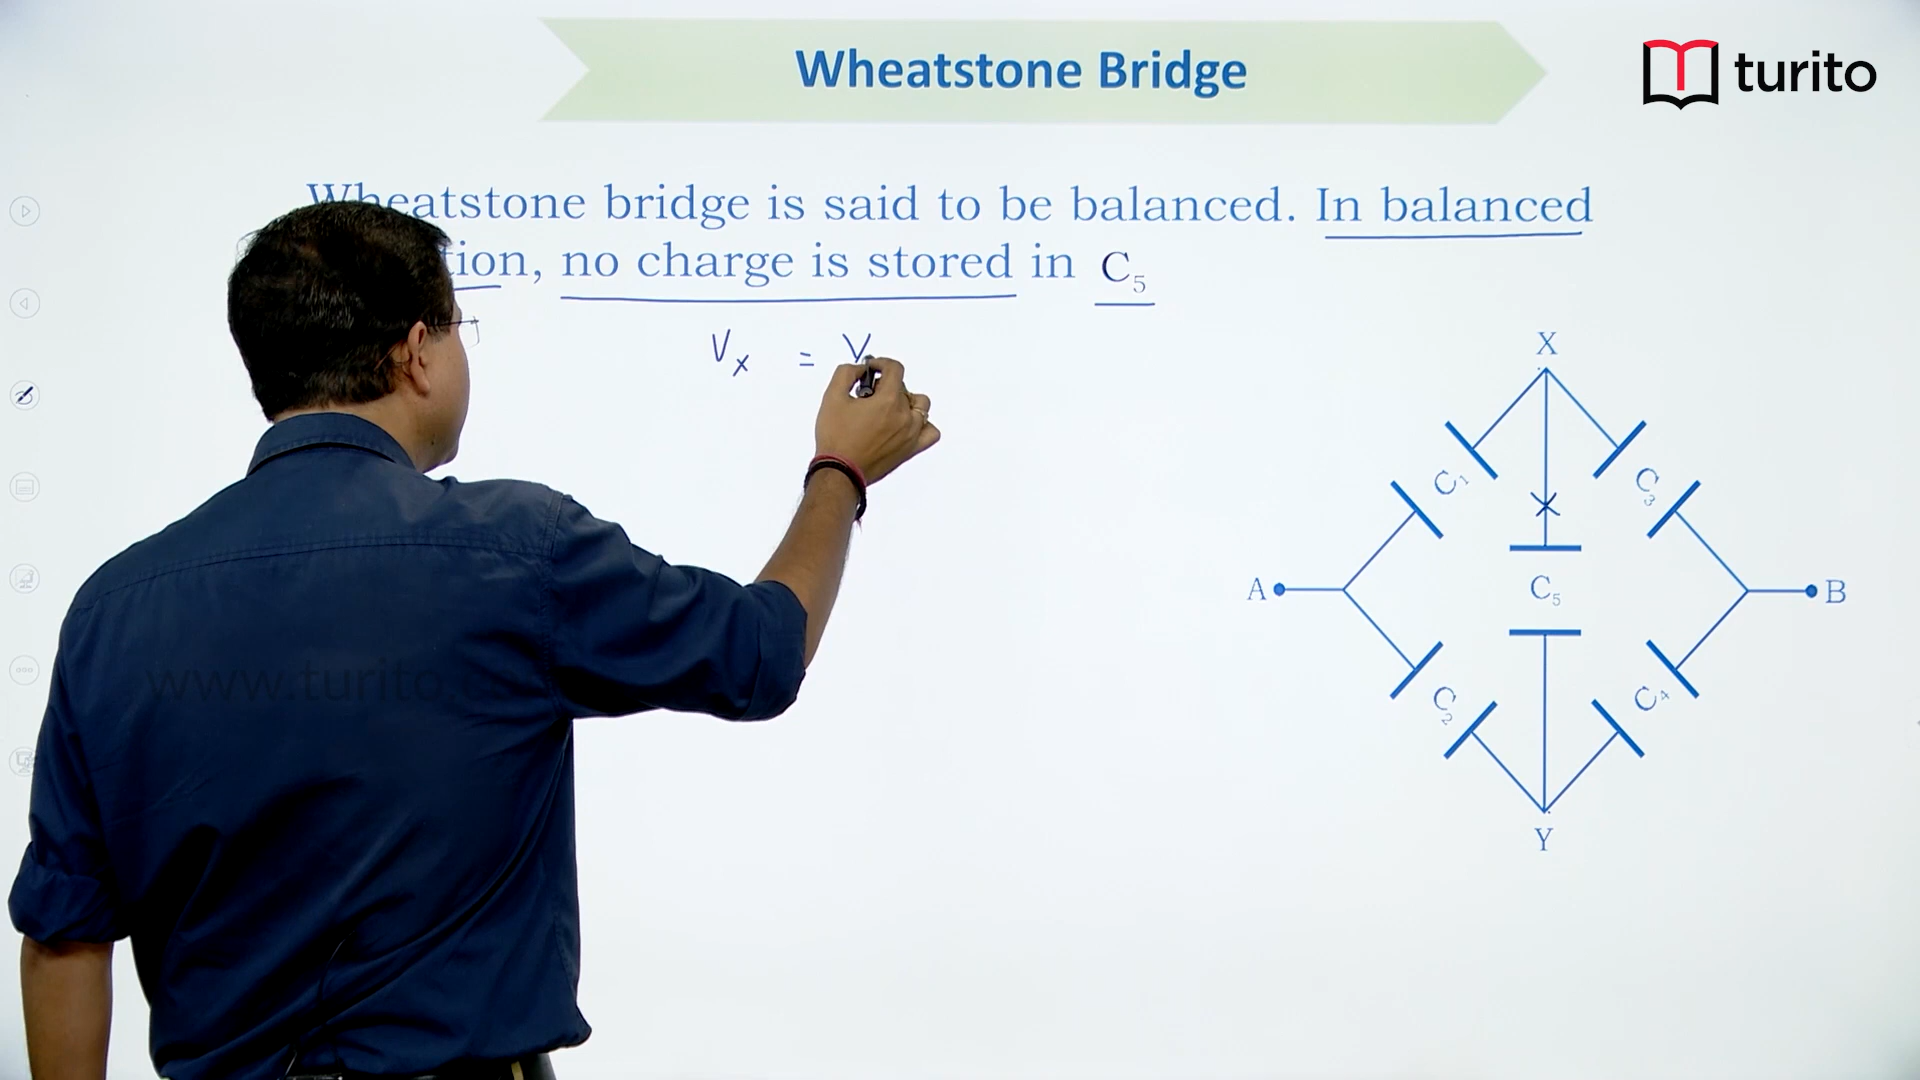 Wheatstone Bridge
turito
Wheatstone bridge is said to be balanced. In balanced
tion, no charge is stored in C₅
Vₓ = V
X
C₁
C₃
A
C₅
B
C₂
C₄
Y
www.turito.c